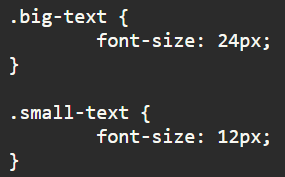 .big-text {
        font-size: 24px;
}

.small-text {
        font-size: 12px;
}